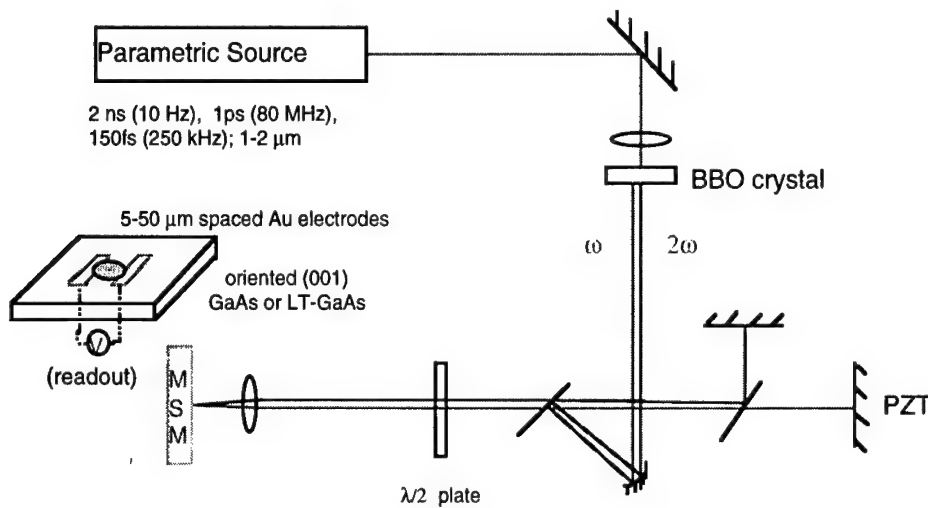 Parametric Source
2 ns (10 Hz), 1ps (80 MHz),
150fs (250 kHz); 1-2 μm
BBO crystal
5-50 μm spaced Au electrodes
ω 2ω
oriented (001)
GaAs or LT-GaAs
V
(readout)
M
S
M
PZT
λ/2 plate